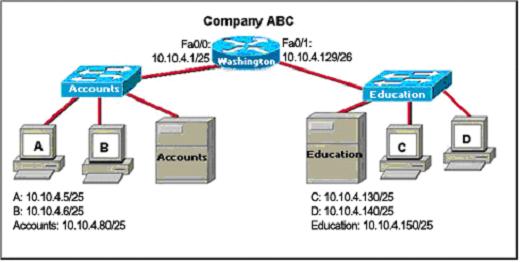 Company ABC
Fa0/0:
10.10.4.1/25
Washington
Fa0/1:
10.10.4.129/26
Accounts
Education
A
B
Accounts
Education
C
D
A: 10.10.4.5/25
B: 10.10.4.6/25
Accounts: 10.10.4.80/25
C: 10.10.4.130/25
D: 10.10.4.140/25
Education: 10.10.4.150/25